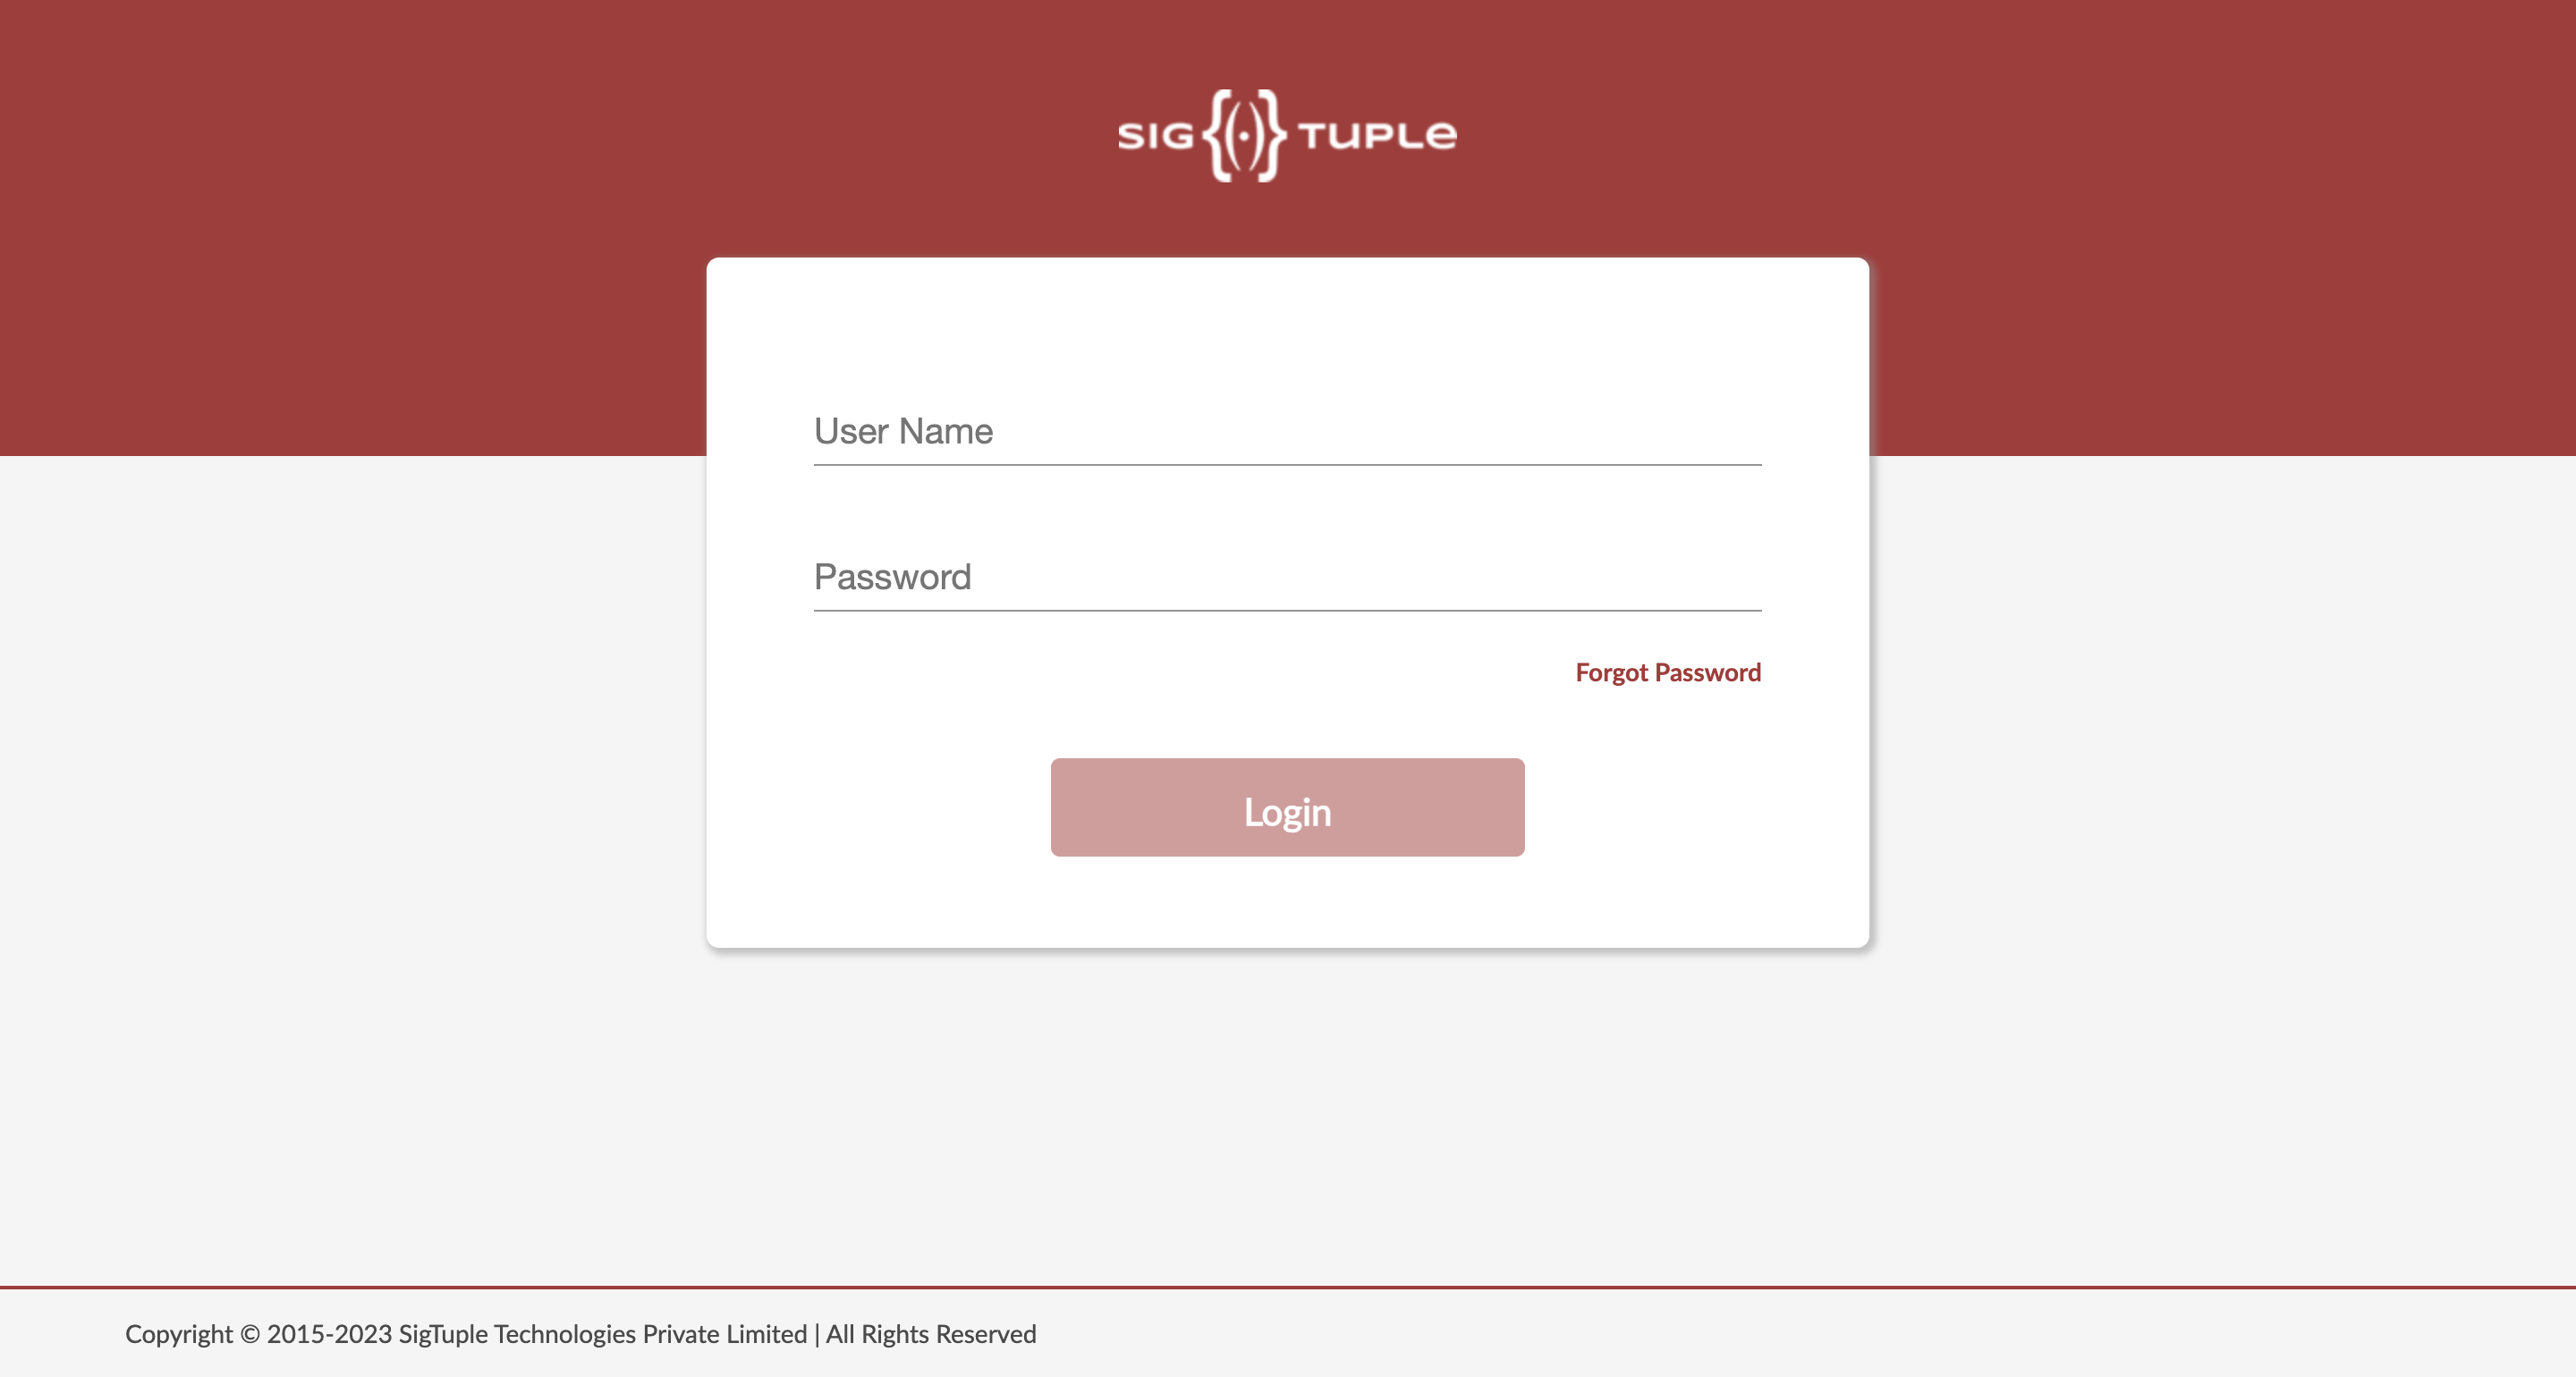 SIG{(·)}TUPLE
User Name
Password
Forgot Password
Login
Copyright © 2015-2023 SigTuple Technologies Private Limited | All Rights Reserved